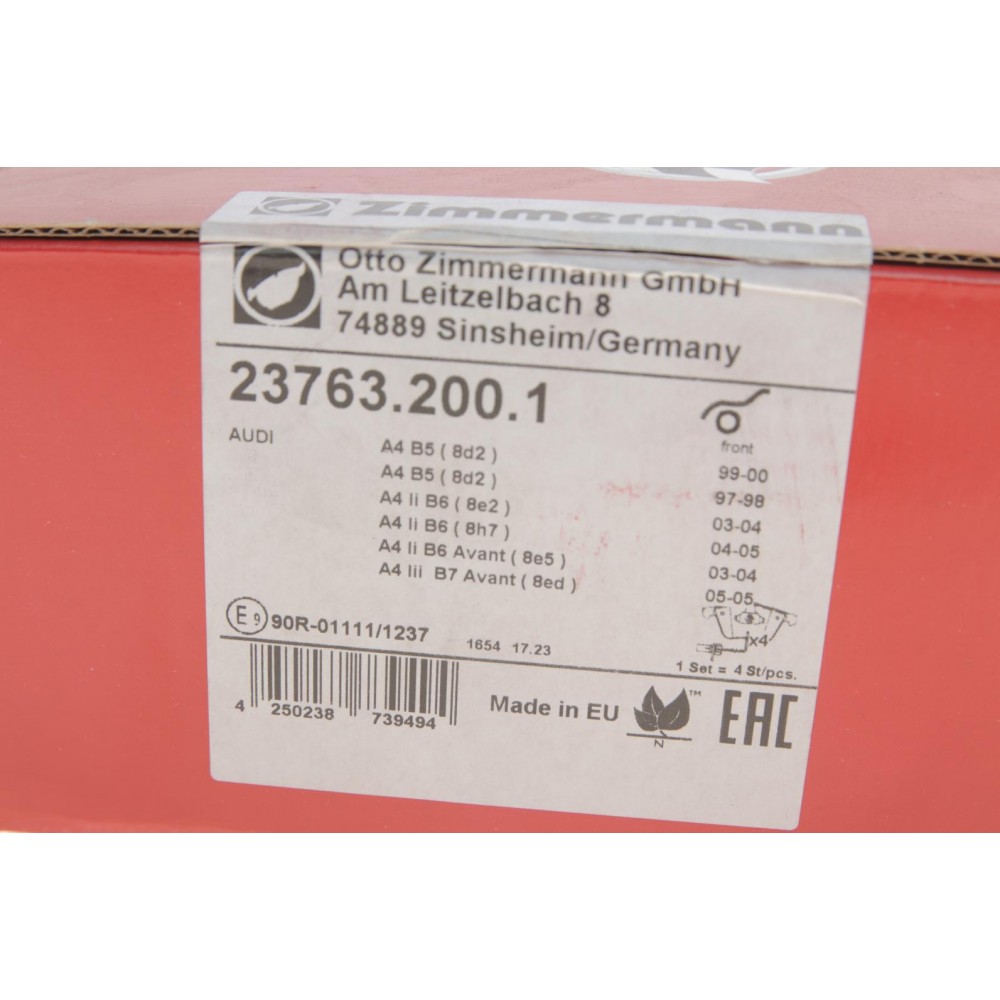 Zimmermann
Otto Zimmermann GmbH
Am Leitzelbach 8
74889 Sinsheim/Germany
23763.200.1
front
AUDI
A4 B5 ( 8d2 ) 99-00
A4 B5 ( 8d2 ) 97-98
A4 Ii B6 ( 8e2 ) 03-04
A4 Ii B6 ( 8h7 ) 04-05
A4 Ii B6 Avant ( 8e5 ) 03-04
A4 Iii B7 Avant ( 8ed ) 05-05
x4
E9 90R-01111/1237
1654 17.23
1 Set = 4 St/pcs.
4 250238 739494
Made in EU
™
N
EAC